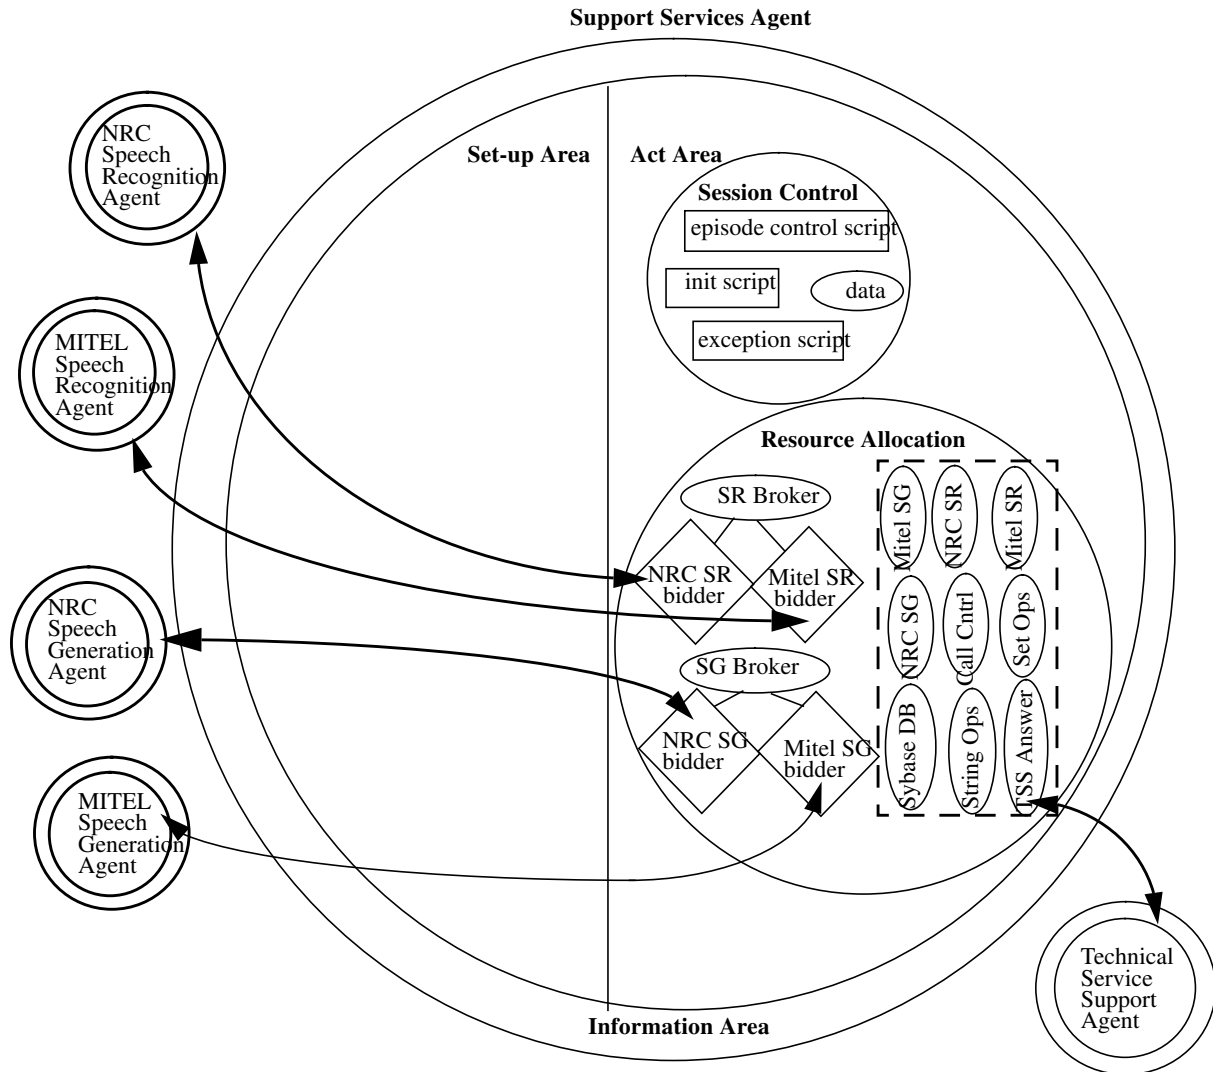 Support Services Agent
NRC
Speech
Recognition
Agent
Set-up Area
Act Area
Session Control
episode control script
init script
data
exception script
MITEL
Speech
Recognition
Agent
Resource Allocation
SR Broker
NRC SR
bidder
Mitel SR
bidder
Mitel SG
NRC SR
Mitel SR
NRC
Speech
Generation
Agent
SG Broker
NRC SG
bidder
Mitel SG
bidder
NRC SG
Call Cntrl
Set Ops
Sybase DB
String Ops
TSS Answer
MITEL
Speech
Generation
Agent
Technical
Service
Support
Agent
Information Area